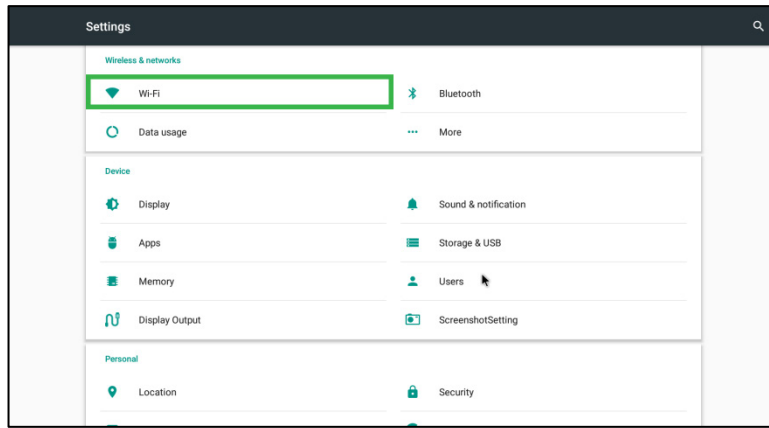 Settings
Wireless & networks
Wi-Fi
Bluetooth
Data usage
More
Device
Display
Sound & notification
Apps
Storage & USB
Memory
Users
Display Output
ScreenshotSetting
Personal
Location
Security